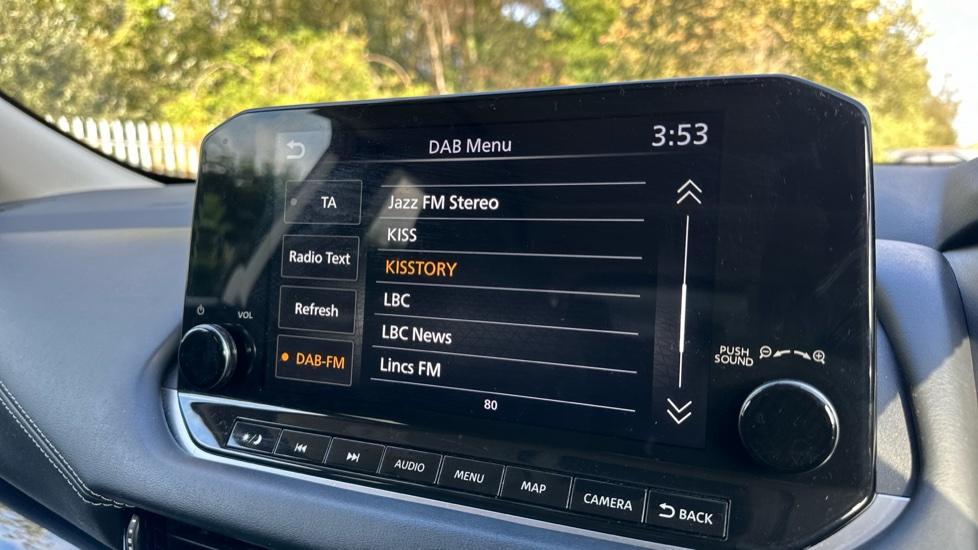 DAB Menu
3:53
TA
Radio Text
Refresh
DAB-FM
Jazz FM Stereo
KISS
KISSTORY
LBC
LBC News
Lincs FM
80
VOL
PUSH
SOUND
AUDIO
MENU
MAP
CAMERA
BACK